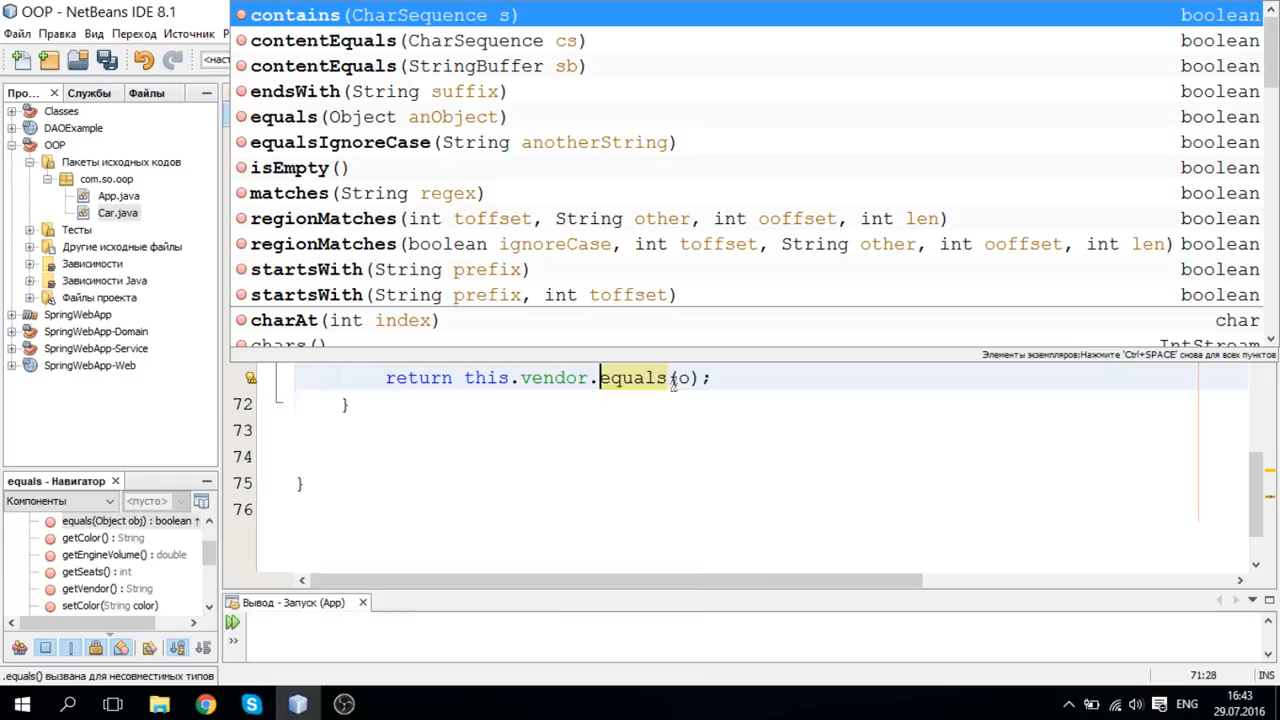 OOP - NetBeans IDE 8.1
Файл Правка Вид Переход Источник
<наст
Про... Службы Файлы
Classes
DAOExample
OOP
Пакеты исходных кодов
com.so.oop
App.java
Car.java
Тесты
Другие исходные файлы
Зависимости
Зависимости Java
Файлы проекта
SpringWebApp
SpringWebApp-Domain
SpringWebApp-Service
SpringWebApp-Web
contains(CharSequence s) boolean
contentEquals(CharSequence cs) boolean
contentEquals(StringBuffer sb) boolean
endsWith(String suffix) boolean
equals(Object anObject) boolean
equalsIgnoreCase(String anotherString) boolean
isEmpty() boolean
matches(String regex) boolean
regionMatches(int toffset, String other, int ooffset, int len) boolean
regionMatches(boolean ignoreCase, int toffset, String other, int ooffset, int len) boolean
startsWith(String prefix) boolean
startsWith(String prefix, int toffset) boolean
charAt(int index) char
chars() IntStream
Элементы экземпляров;Нажмите 'Ctrl+SPACE' снова для всех пунктов
return this.vendor.equals(o);
72 }
73
74
75 }
76
equals - Навигатор
Компоненты <пусто>
equals(Object obj) : boolean
getColor() : String
getEngineVolume() : double
getSeats() : int
getVendor() : String
setColor(String color)
Вывод - Запуск (App)
.equals() вызвана для несовместимых типов
71:28 INS
ENG
16:43
29.07.2016